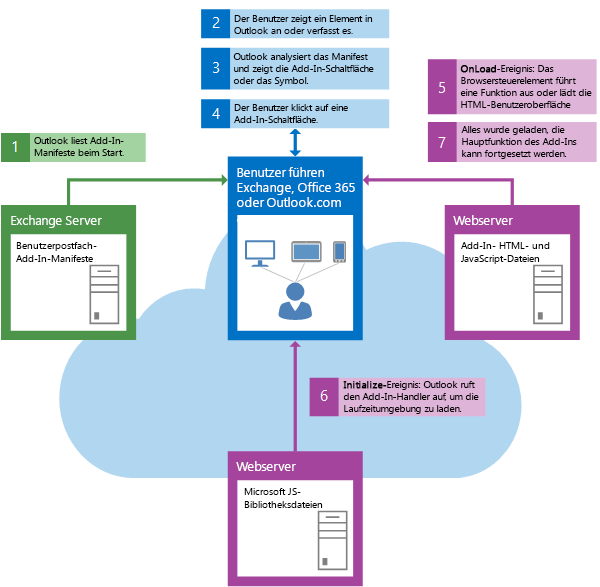 2
Der Benutzer zeigt ein Element in
Outlook an oder verfasst es.
3
Outlook analysiert das Manifest
und zeigt die Add-In-Schaltfläche
oder das Symbol.
4
Der Benutzer klickt auf eine
Add-In-Schaltfläche.
5
OnLoad-Ereignis: Das
Browsersteuerelement führt
eine Funktion aus oder lädt die
HTML-Benutzeroberfläche
7
Alles wurde geladen, die
Hauptfunktion des Add-Ins
kann fortgesetzt werden.
1
Outlook liest Add-In-
Manifeste beim Start.
Benutzer führen
Exchange, Office 365
oder Outlook.com
Exchange Server
Benutzerpostfach-
Add-In-Manifeste
Webserver
Add-In- HTML- und
JavaScript-Dateien
6
Initialize-Ereignis: Outlook ruft
den Add-In-Handler auf, um die
Laufzeitumgebung zu laden.
Webserver
Microsoft JS-
Bibliotheksdateien